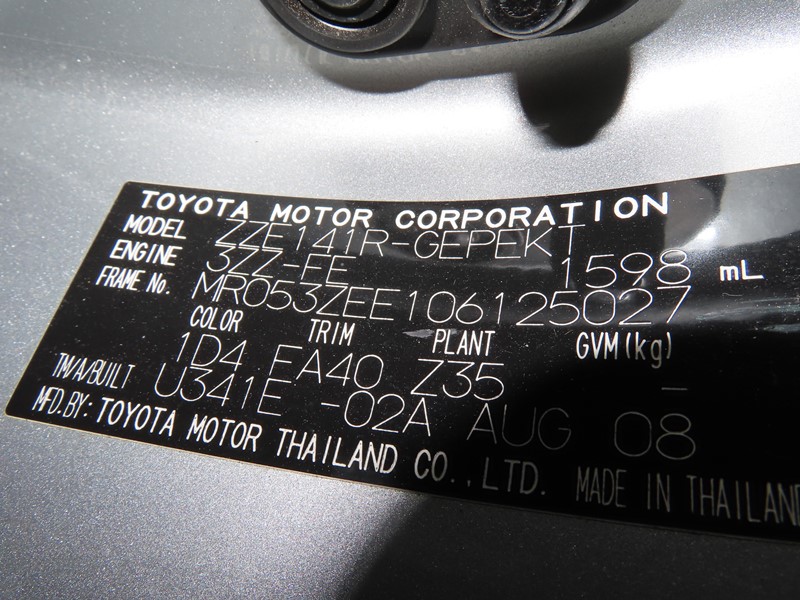 TOYOTA MOTOR CORPORATION
MODEL ZZE141R-GEPEKT
ENGINE 3ZZ-FE 1598 mL
FRAME No. MR053ZEE106125027
COLOR TRIM PLANT GVM(kg)
1D4 FA40 Z35 –
TM/A/BUILT U341E -02A AUG 08
MFD.BY: TOYOTA MOTOR THAILAND CO.,LTD. MADE IN THAILAND